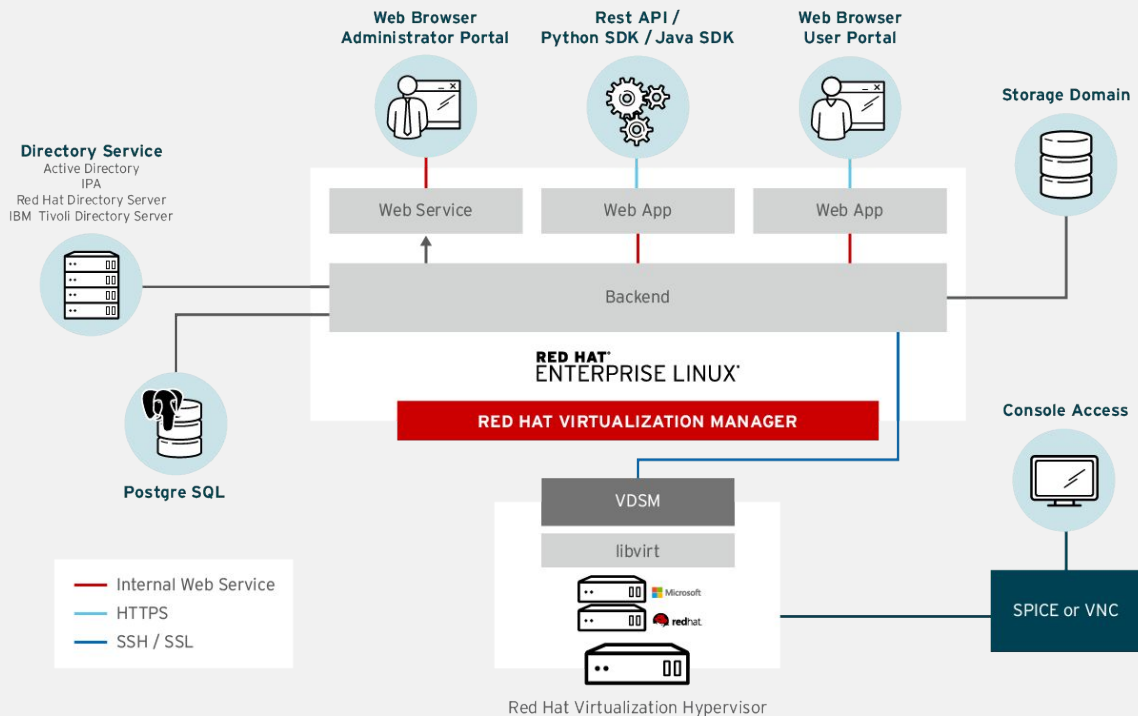 Web Browser
Administrator Portal
Rest API /
Python SDK / Java SDK
Web Browser
User Portal
Storage Domain
Directory Service
Active Directory
IPA
Red Hat Directory Server
IBM Tivoli Directory Server
Web Service
Web App
Web App
Backend
RED HAT®
ENTERPRISE LINUX®
RED HAT VIRTUALIZATION MANAGER
Console Access
Postgre SQL
VDSM
libvirt
Microsoft
redhat.
SPICE or VNC
Internal Web Service
HTTPS
SSH / SSL
Red Hat Virtualization Hypervisor